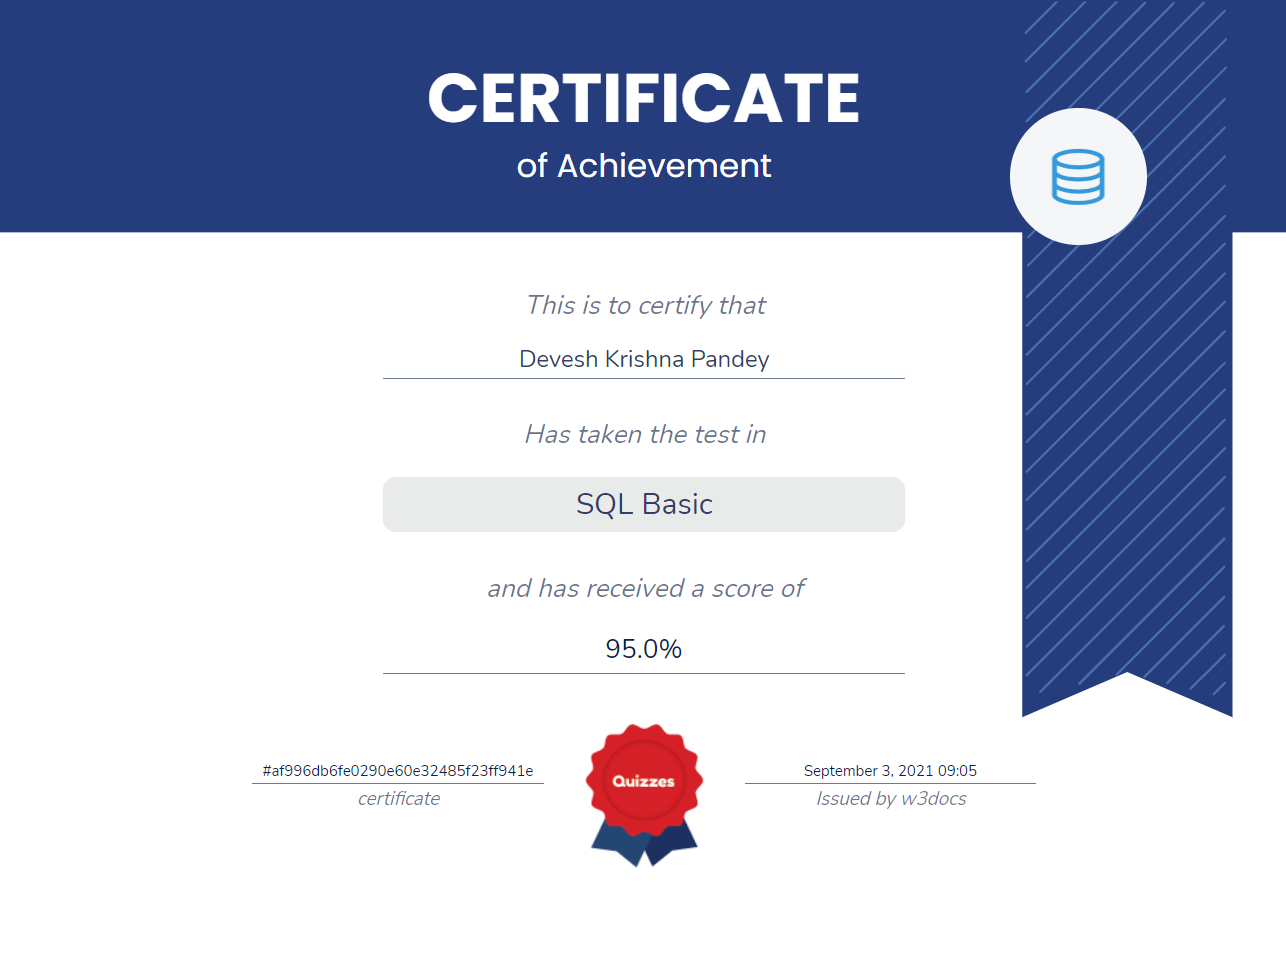 CERTIFICATE
of Achievement
This is to certify that
Devesh Krishna Pandey
Has taken the test in
SQL Basic
and has received a score of
95.0%
#af996db6fe0290e60e32485f23ff941e
certificate
Quizzes
September 3, 2021 09:05
Issued by w3docs